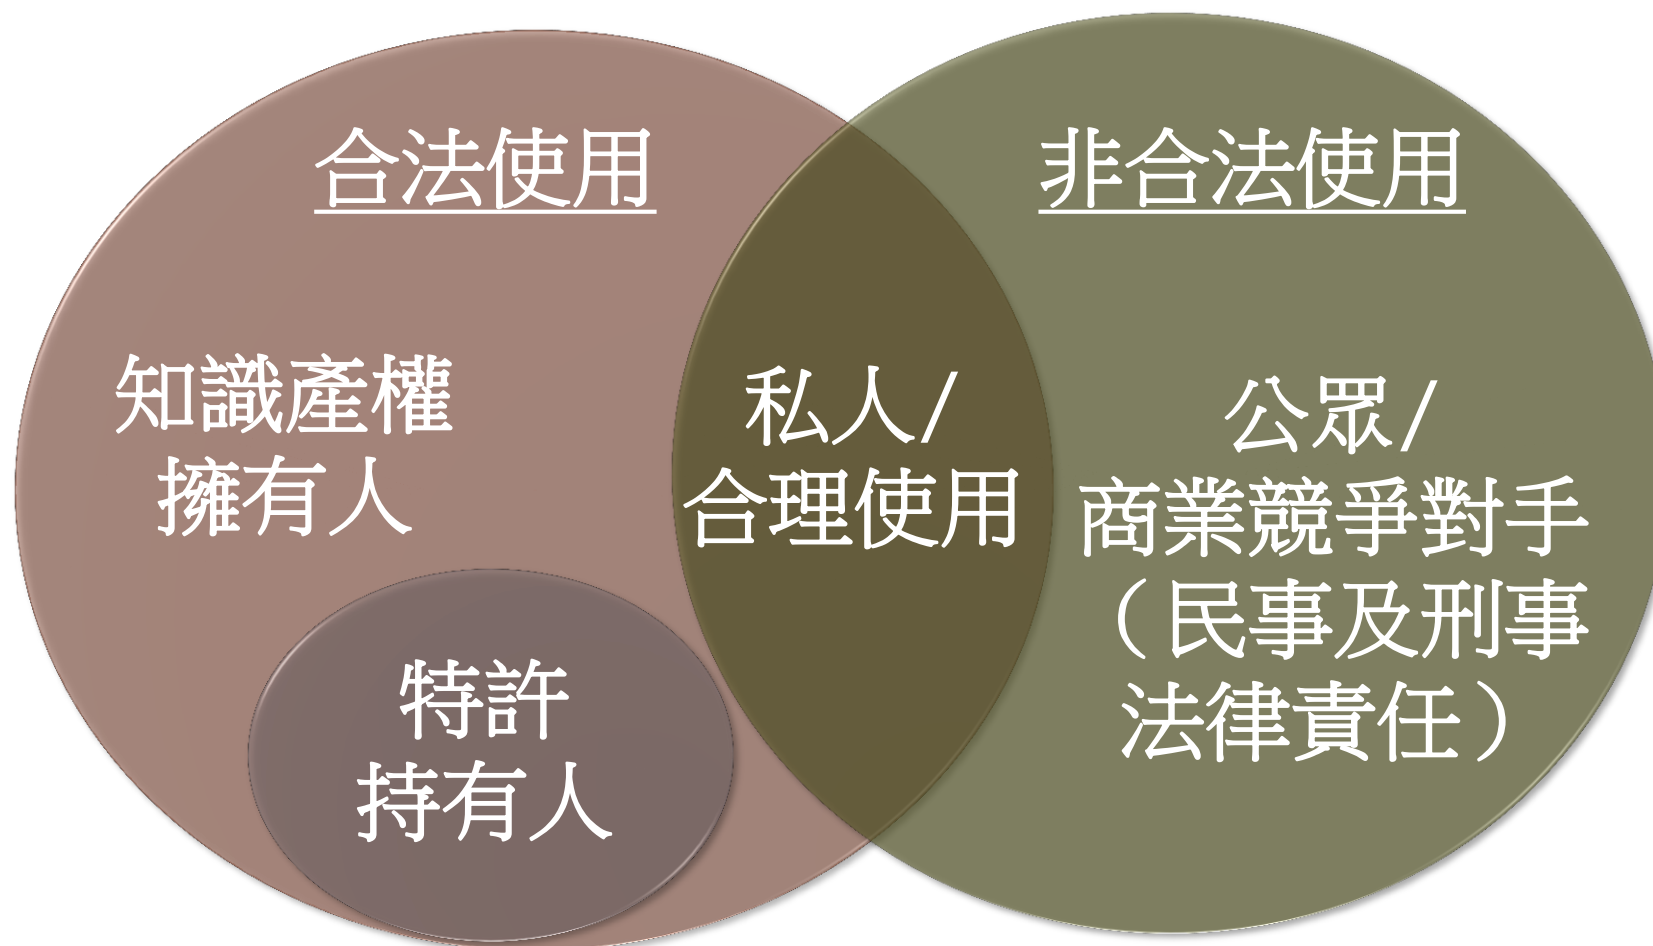 合法使用
知識產權
擁有人
特許
持有人
私人/
合理使用
非合法使用
公眾/
商業競爭對手
（民事及刑事
法律責任）